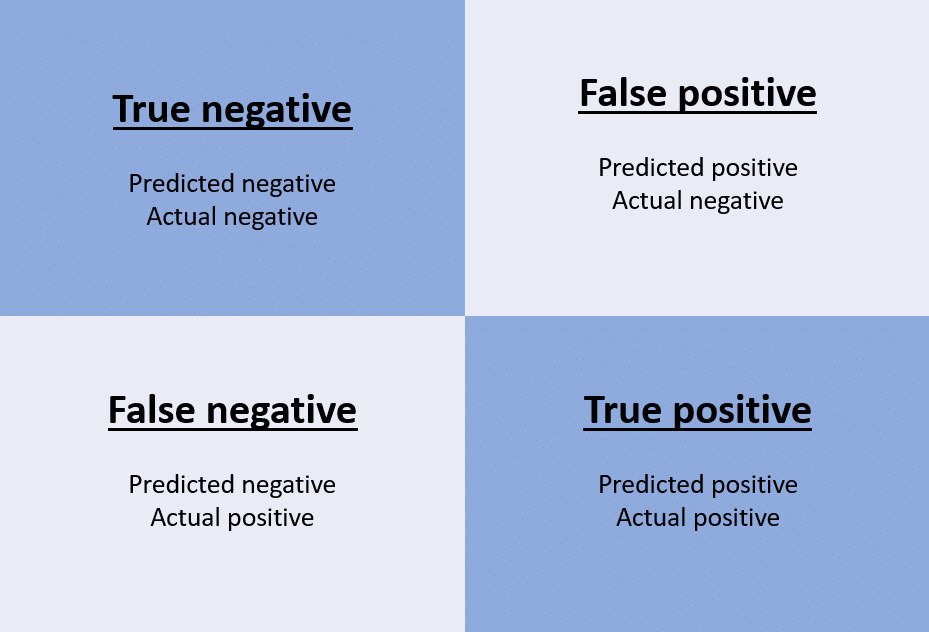 True negative
Predicted negative
Actual negative
False positive
Predicted positive
Actual negative
False negative
Predicted negative
Actual positive
True positive
Predicted positive
Actual positive